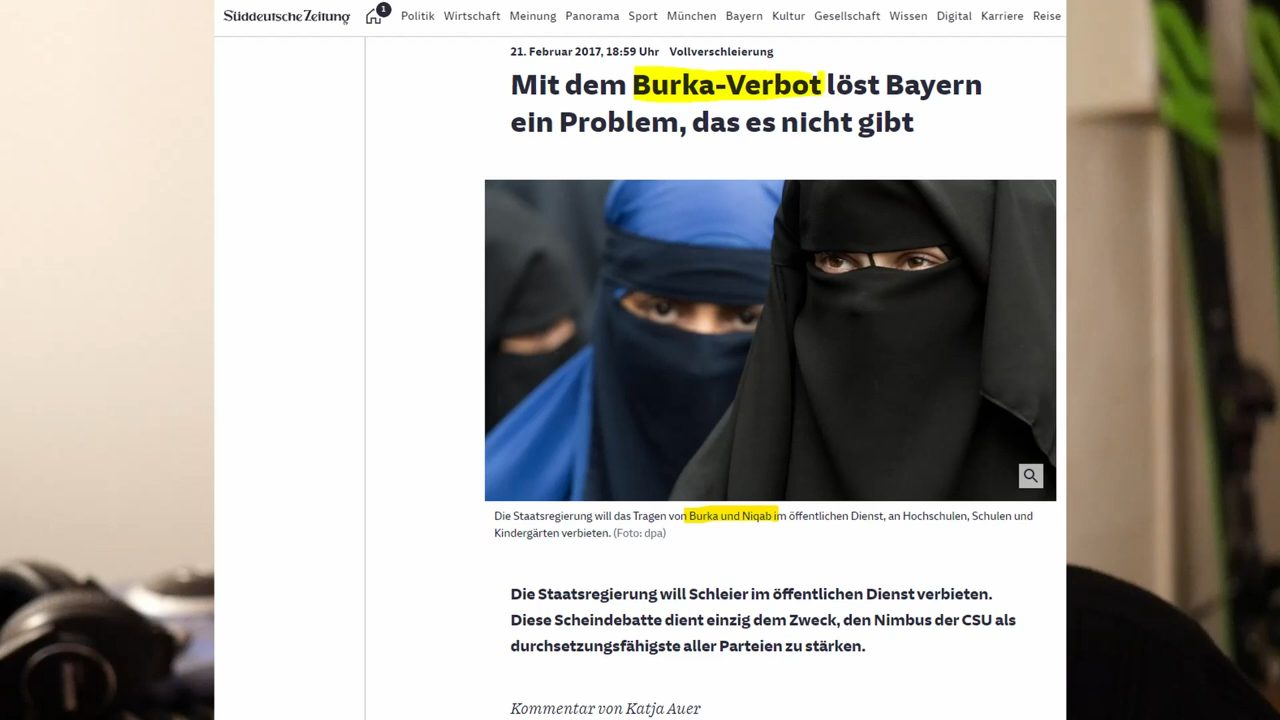 Süddeutsche Zeitung 1 Politik Wirtschaft Meinung Panorama Sport München Bayern Kultur Gesellschaft Wissen Digital Karriere Reise
21. Februar 2017, 18:59 Uhr Vollverschleierung
Mit dem Burka-Verbot löst Bayern
ein Problem, das es nicht gibt
Die Staatsregierung will das Tragen von Burka und Niqab im öffentlichen Dienst, an Hochschulen, Schulen und
Kindergärten verbieten. (Foto: dpa)
Die Staatsregierung will Schleier im öffentlichen Dienst verbieten.
Diese Scheindebatte dient einzig dem Zweck, den Nimbus der CSU als
durchsetzungsfähigste aller Parteien zu stärken.
Kommentar von Katja Auer